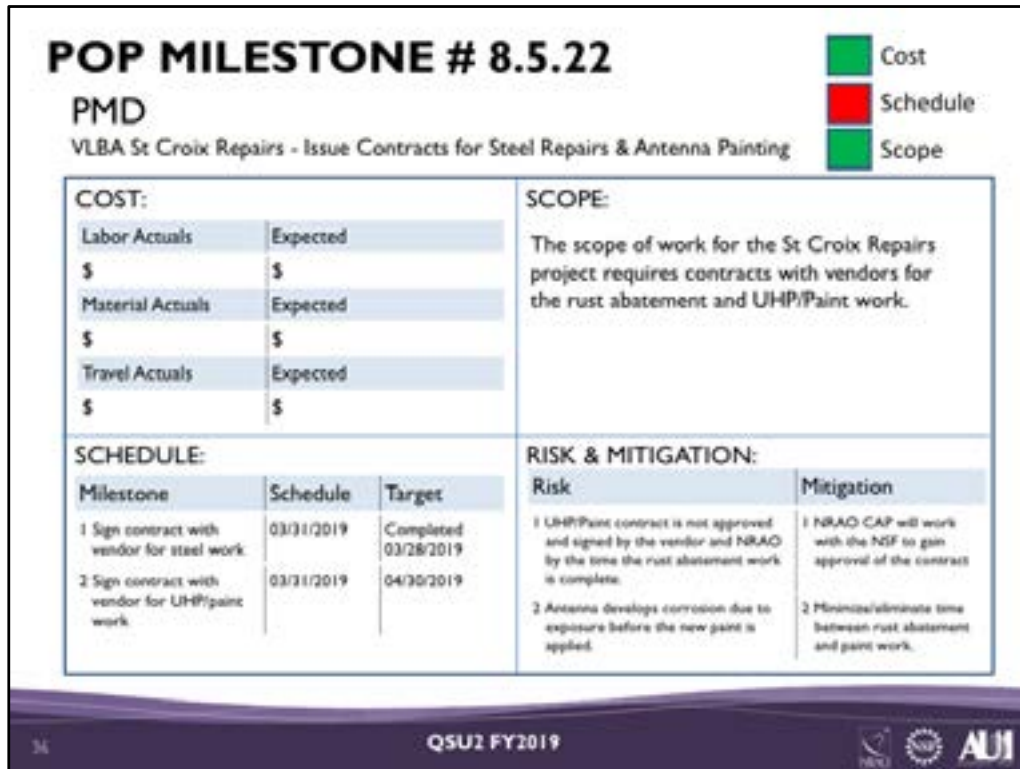 POP MILESTONE # 8.5.22
PMD
VLBA St Croix Repairs - Issue Contracts for Steel Repairs & Antenna Painting
Cost
Schedule
Scope
COST:
Labor Actuals Expected
$ $
Material Actuals Expected
$ $
Travel Actuals Expected
$ $
SCOPE:
The scope of work for the St Croix Repairs
project requires contracts with vendors for
the rust abatement and UHP/Paint work.
SCHEDULE:
Milestone Schedule Target
1 Sign contract with 03/31/2019 Completed
vendor for steel work 03/28/2019
2 Sign contract with 03/31/2019 04/30/2019
vendor for UHP/paint
work
RISK & MITIGATION:
Risk Mitigation
1 UHP/Paint contract is not approved 1 NRAO CAP will work
and signed by the vendor and NRAO with the NSF to gain
by the time the rust abatement work approval of the contract
is complete.
2 Antenna develops corrosion due to 2 Minimize/eliminate time
exposure before the new paint is between rust abatement
applied. and paint work.
36
QSU2 FY2019
NRAO
NSF
AUI